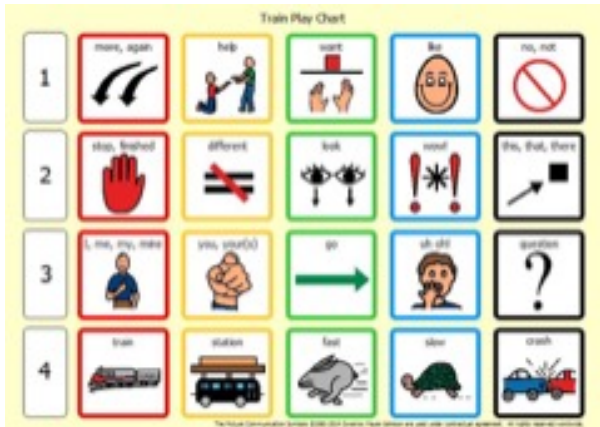 Train Play Chart
1
more, again
help
want
like
no, not
2
stop, finished
different
look
wow!
this, that, there
3
I, me, my, mine
you, your(s)
go
uh oh!
question
4
train
station
fast
slow
crash